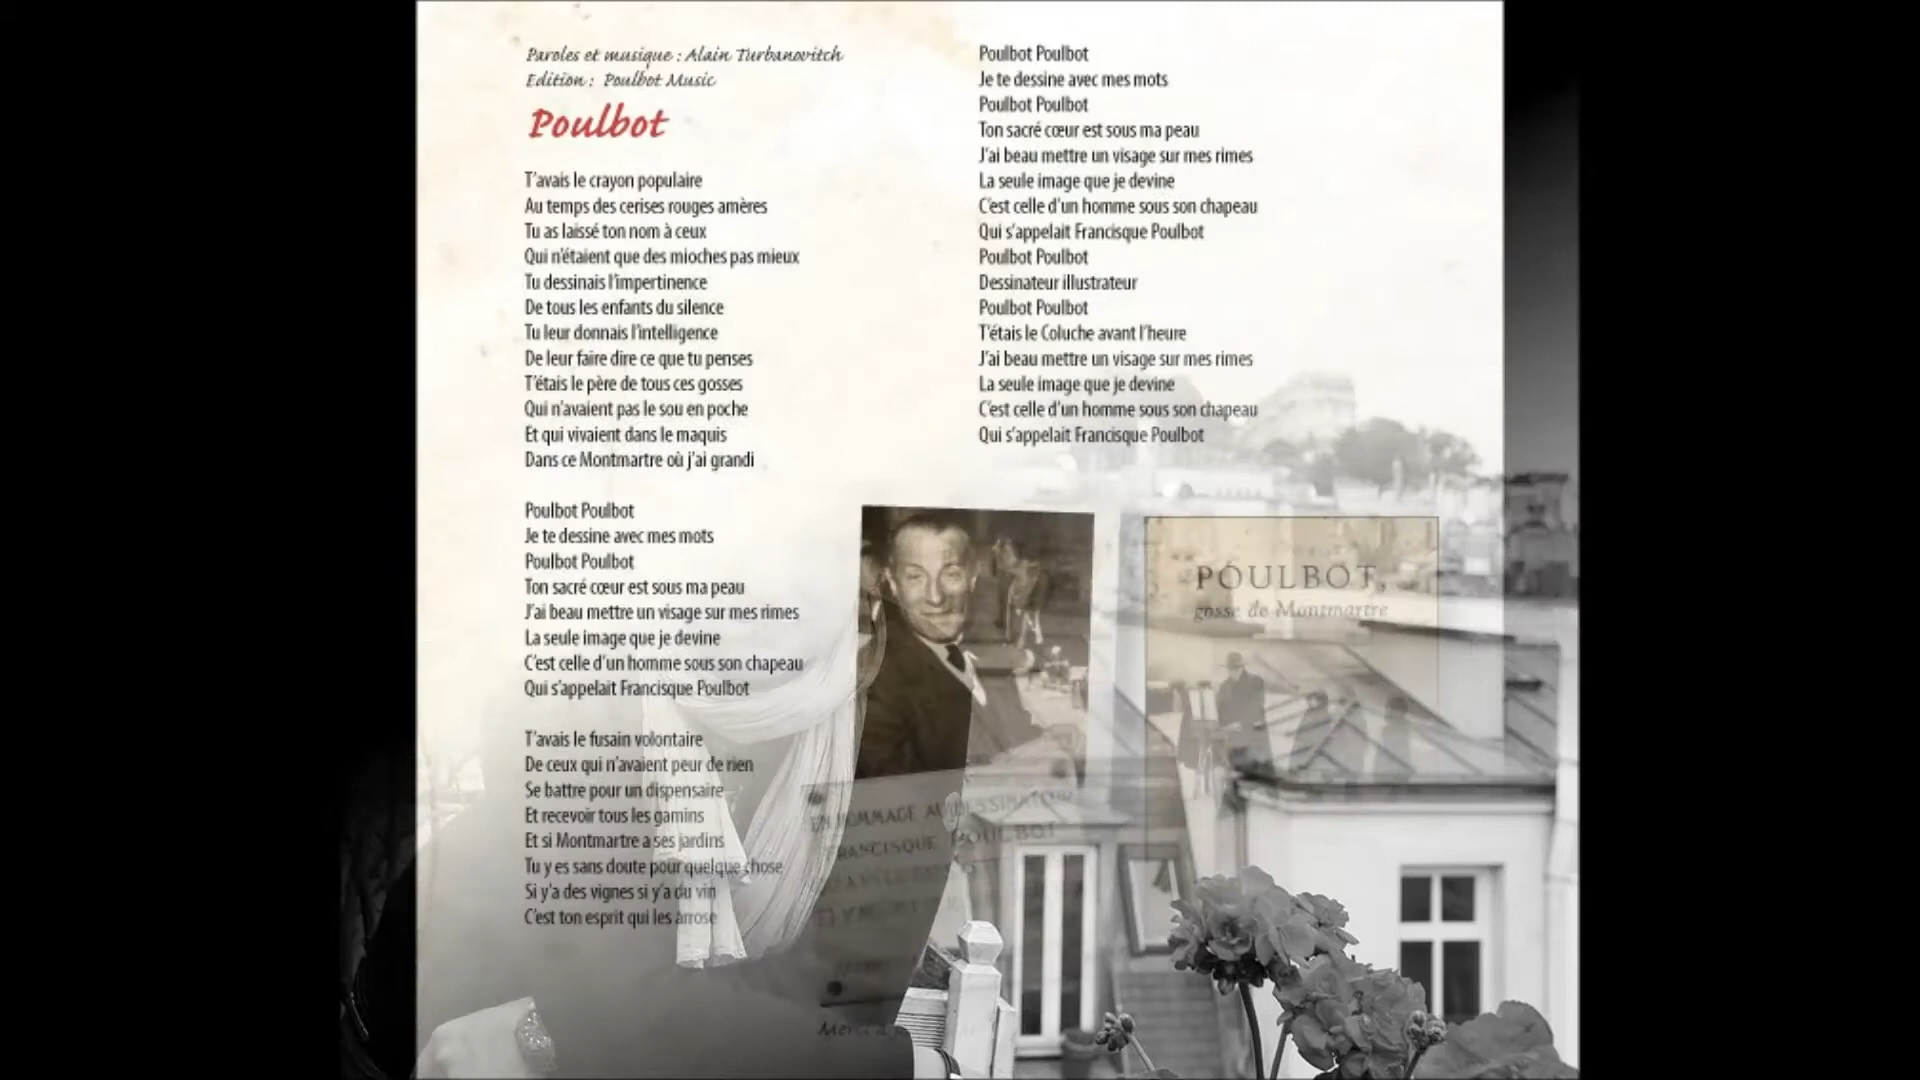 Paroles et musique : Alain Turbanovitch
Edition : Poulbot Music
Poulbot
T'avais le crayon populaire
Au temps des cerises rouges amères
Tu as laissé ton nom à ceux
Qui n'étaient que des mioches pas mieux
Tu dessinais l'impertinence
De tous les enfants du silence
Tu leur donnais l'intelligence
De leur faire dire ce que tu penses
T'étais le père de tous ces gosses
Qui n'avaient pas le sou en poche
Et qui vivaient dans le maquis
Dans ce Montmartre où j'ai grandi
Poulbot Poulbot
Je te dessine avec mes mots
Poulbot Poulbot
Ton sacré cœur est sous ma peau
J'ai beau mettre un visage sur mes rimes
La seule image que je devine
C'est celle d'un homme sous son chapeau
Qui s'appelait Francisque Poulbot
T'avais le fusain volontaire
De ceux qui n'avaient peur de rien
Se battre pour un dispensaire
Et recevoir tous les gamins
Et si Montmartre a ses jardins
Tu y es sans doute pour quelque chose
Si y'a des vignes si y'a du vin
C'est ton esprit qui les arrose
Poulbot Poulbot
Je te dessine avec mes mots
Poulbot Poulbot
Ton sacré cœur est sous ma peau
J'ai beau mettre un visage sur mes rimes
La seule image que je devine
C'est celle d'un homme sous son chapeau
Qui s'appelait Francisque Poulbot
Poulbot Poulbot
Dessinateur illustrateur
Poulbot Poulbot
T'étais le Coluche avant l'heure
J'ai beau mettre un visage sur mes rimes
La seule image que je devine
C'est celle d'un homme sous son chapeau
Qui s'appelait Francisque Poulbot
POULBOT,
gosse de Montmartre
EN HOMMAGE AU DESSINATEUR
FRANCISQUE POULBOT
Merci à